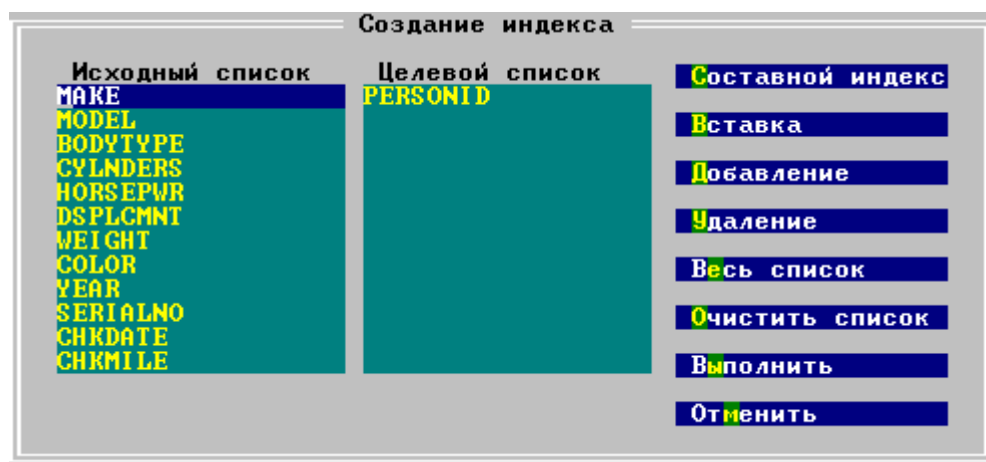 Создание индекса
Исходный список
MAKE
MODEL
BODYTYPE
CYLNDERS
HORSEPWR
DSPLCMNT
WEIGHT
COLOR
YEAR
SERIALNO
CHKDATE
CHKMILE
Целевой список
PERSONID
Составной индекс
Вставка
Добавление
Удаление
Весь список
Очистить список
Выполнить
Отменить